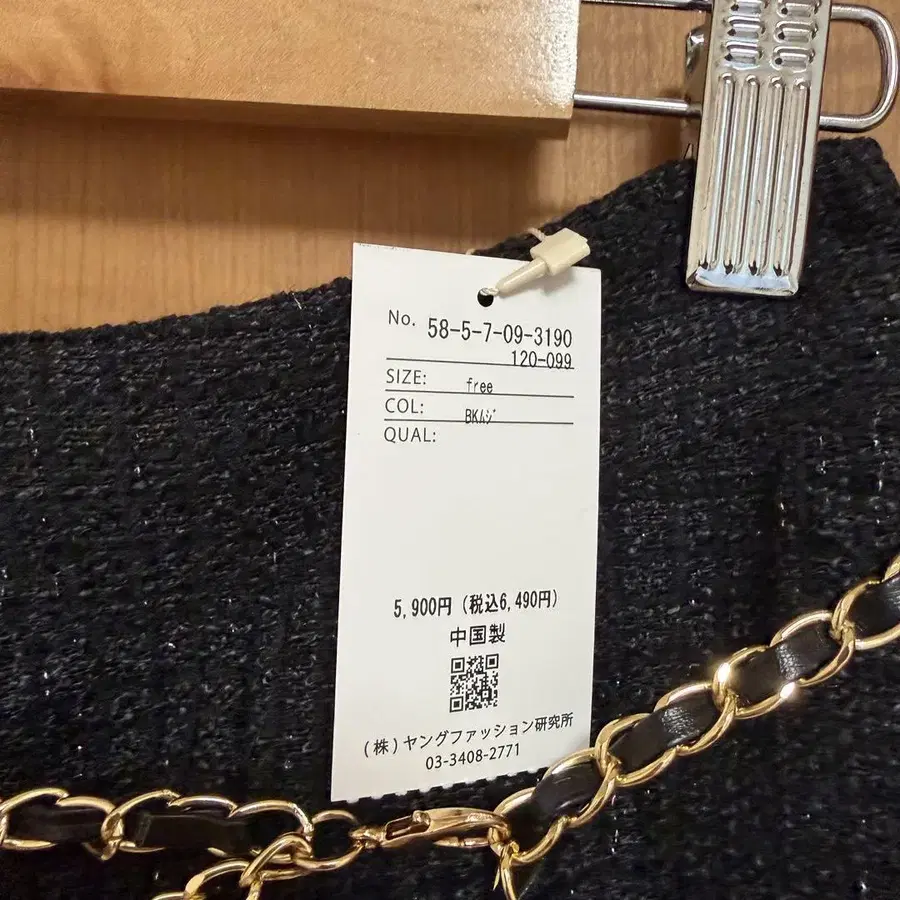 No. 58-5-7-09-3190
120-099
SIZE: free
COL: BKﾑｼﾞ
QUAL:
5,900円 (税込6,490円)
中国製
(株)ヤングファッション研究所
03-3408-2771